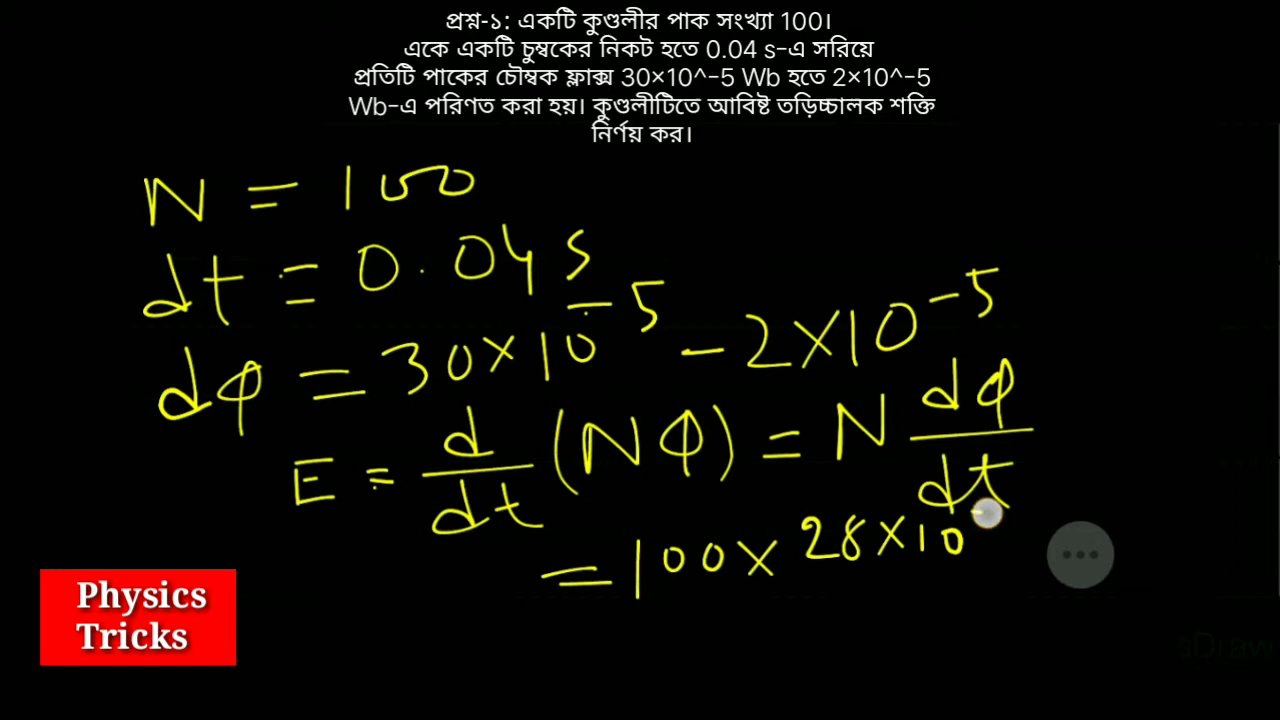 প্রশ্ন-১: একটি কুণ্ডলীর পাক সংখ্যা 100।
একে একটি চুম্বকের নিকট হতে 0.04 s-এ সরিয়ে
প্রতিটি পাকের চৌম্বক ফ্লাক্স 30×10^-5 Wb হতে 2×10^-5
Wb-এ পরিণত করা হয়। কুণ্ডলীটিতে আবিষ্ট তড়িচ্চালক শক্তি
নির্ণয় কর।
N = 100
dt = 0.04 s
dφ = 30×10^-5 - 2×10^-5
E = d/dt (Nφ) = N dφ/dt
= 100 × 28×10
Physics
Tricks